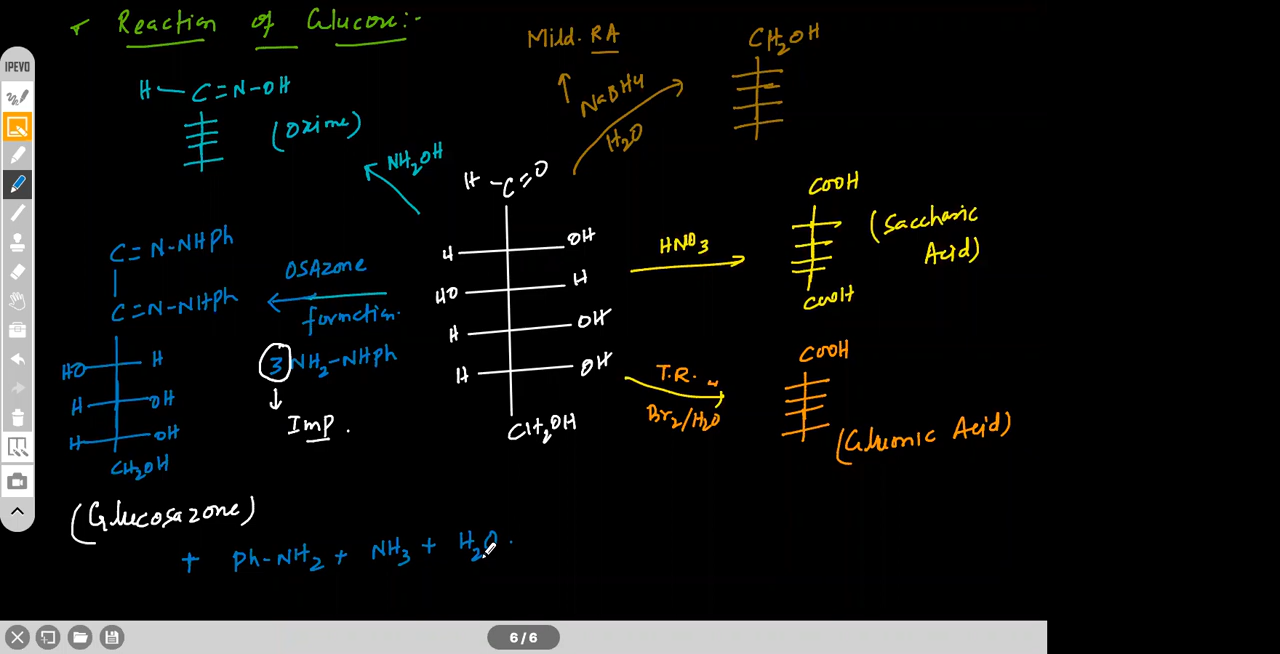 Reaction of Glucose:-
Mild. RA
CH2OH
H—C=N-OH
(Oxime)
NaBH4
H2O
IPEVO
NH2OH
H-C=O
COOH
(Saccharic
Acid)
COOH
HNO3
C=N-NHPh
C=N-NHPh
OSAzone
formation.
3 NH2-NHPh
Imp.
H OH
HO H
H OH
H OH
CH2OH
T.R.
Br2/H2O
COOH
(Gluconic Acid)
HO H
H OH
H OH
CH2OH
(Glucosazone)
+ Ph-NH2 + NH3 + H2O.
6/6